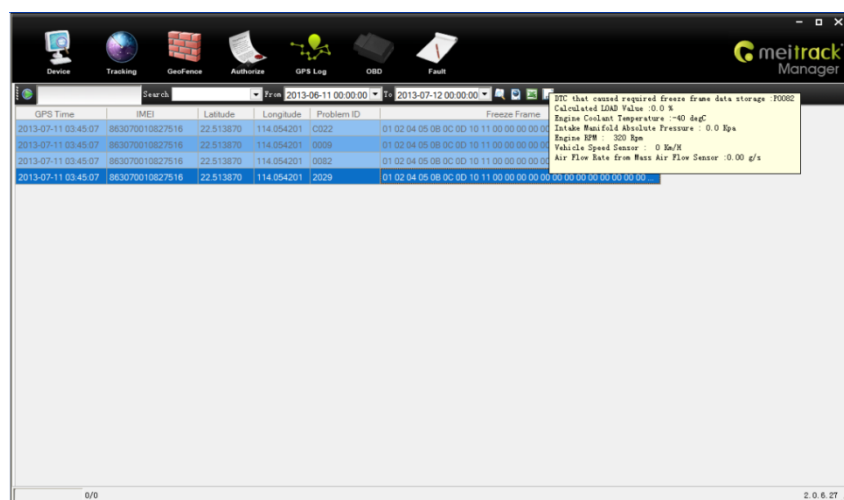 meitrack
Manager
Device Tracking GeoFence Authorize GPS Log OBD Fault
Search From 2013-06-11 00:00:00 To 2013-07-12 00:00:00
DTC that caused required freeze frame data storage :P0082
Calculated LOAD Value :0.0 %
Engine Coolant Temperature :-40 degC
Intake Manifold Absolute Pressure : 0.0 Kpa
Engine RPM : 320 Rpm
Vehicle Speed Sensor : 0 Km/H
Air Flow Rate from Mass Air Flow Sensor :0.00 g/s
GPS Time IMEI Latitude Longitude Problem ID Freeze Frame
2013-07-11 03:45:07 863070010827516 22.513870 114.054201 C022 01 02 04 05 0B 0C 0D 10 11 00 00 00 00 00
2013-07-11 03:45:07 863070010827516 22.513870 114.054201 0009 01 02 04 05 0B 0C 0D 10 11 00 00 00 00 00
2013-07-11 03:45:07 863070010827516 22.513870 114.054201 0082 01 02 04 05 0B 0C 0D 10 11 00 00 00 00 00
2013-07-11 03:45:07 863070010827516 22.513870 114.054201 2029 01 02 04 05 0B 0C 0D 10 11 00 00 00 00 00 00 00 00 00 00 00 00 00 00 ...
0/0 2.0.6.27